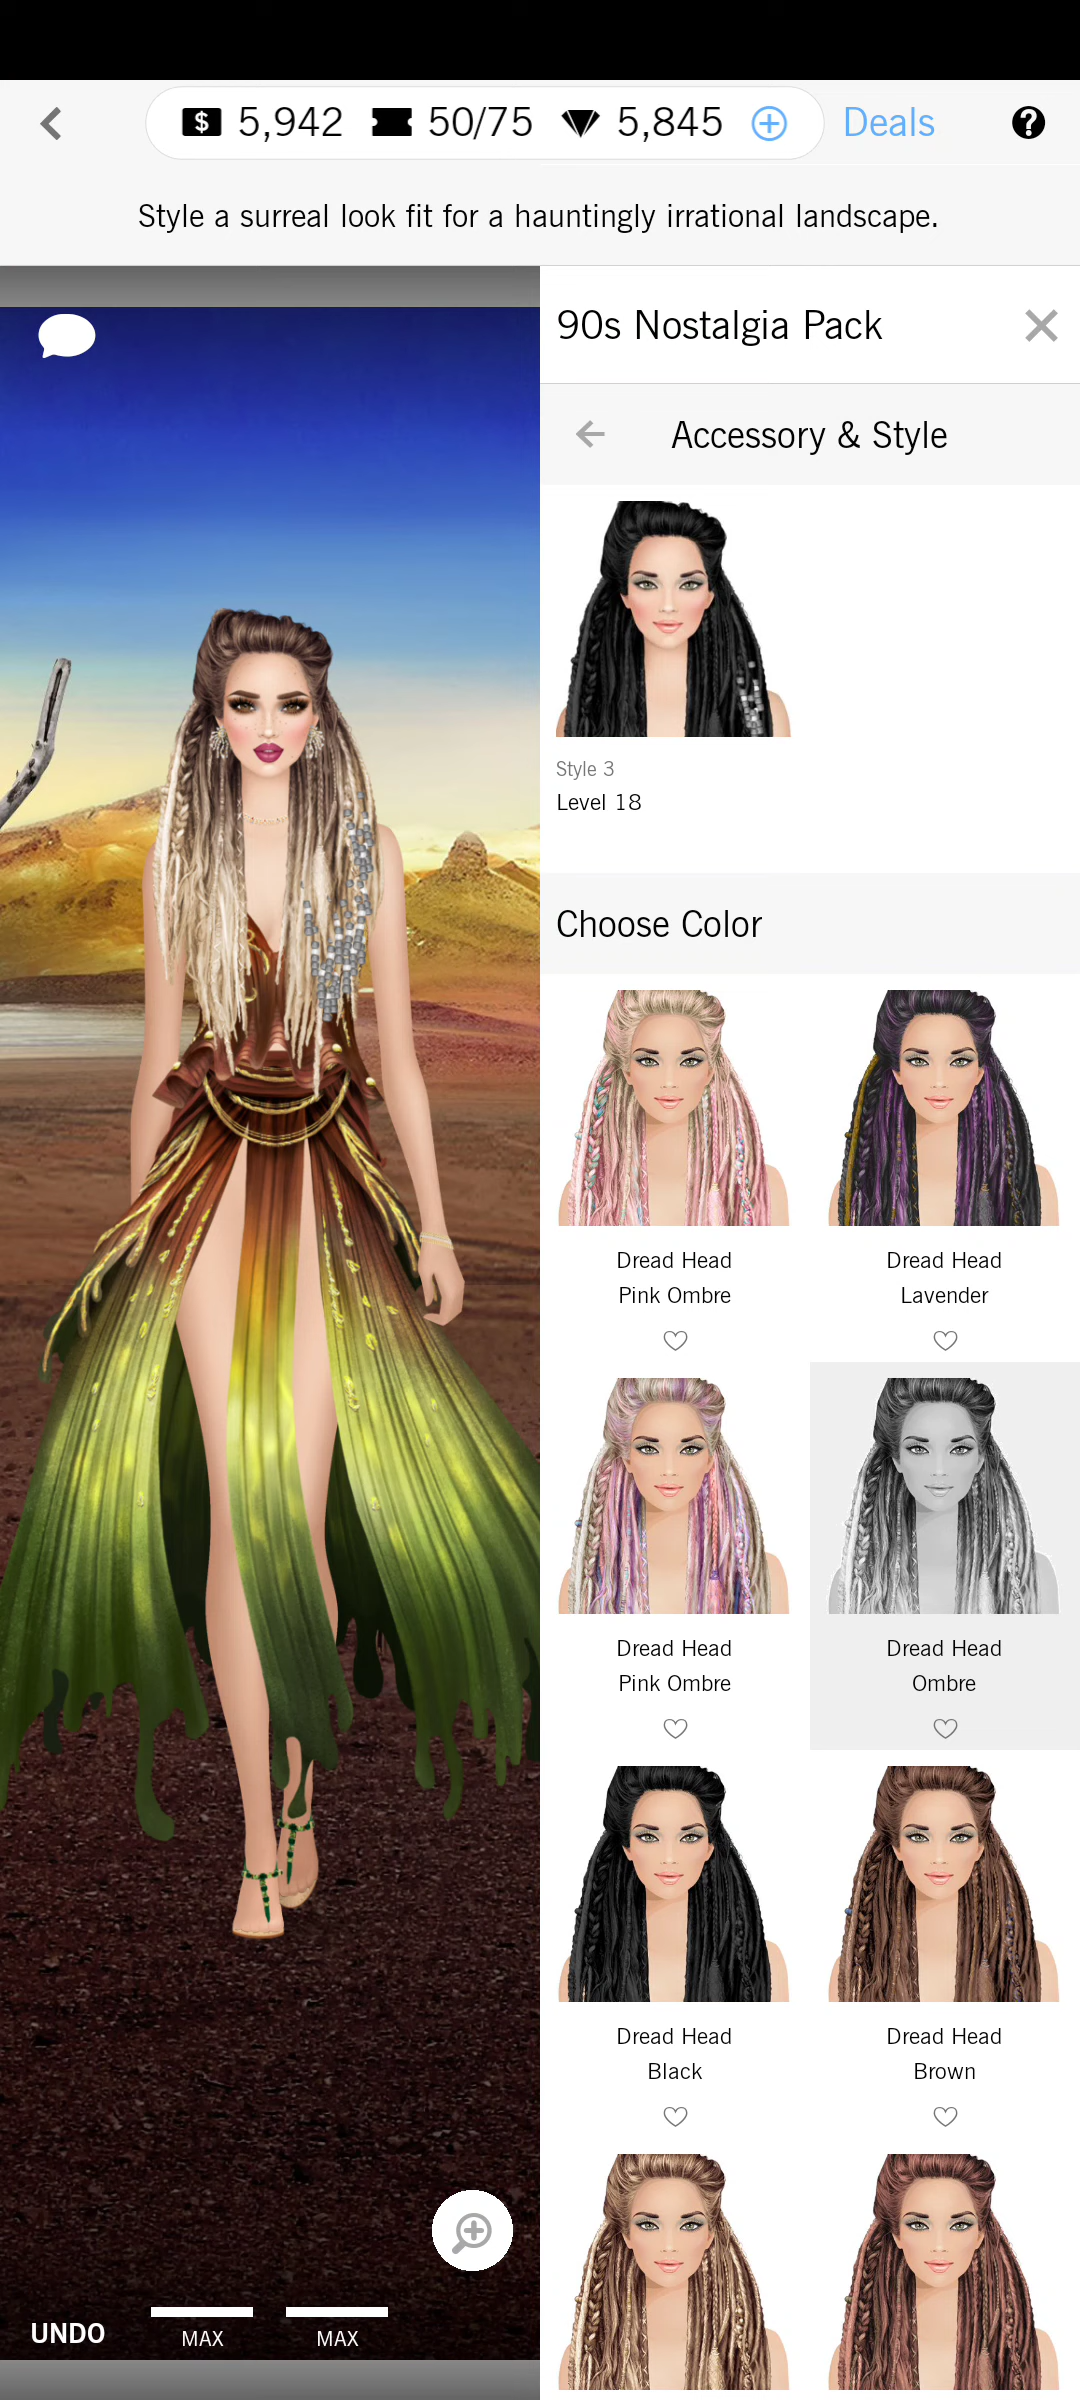 5,942 50/75 5,845 Deals
Style a surreal look fit for a hauntingly irrational landscape.
90s Nostalgia Pack
Accessory & Style
Style 3
Level 18
Choose Color
Dread Head
Pink Ombre
Dread Head
Lavender
Dread Head
Pink Ombre
Dread Head
Ombre
Dread Head
Black
Dread Head
Brown
UNDO
MAX
MAX